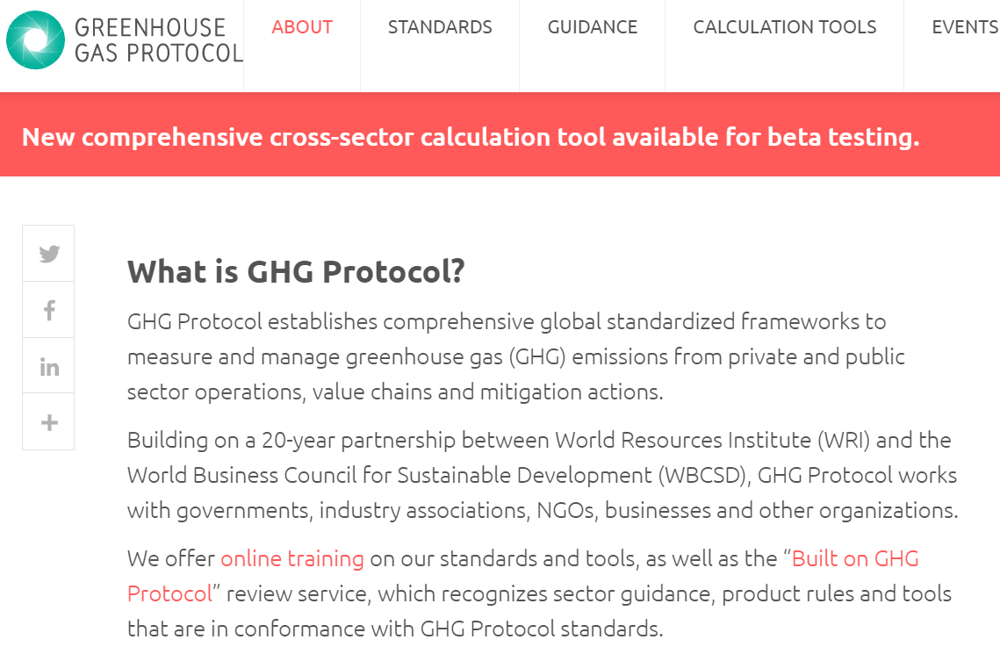 GREENHOUSE
GAS PROTOCOL
ABOUT
STANDARDS
GUIDANCE
CALCULATION TOOLS
EVENTS
New comprehensive cross-sector calculation tool available for beta testing.
What is GHG Protocol?
GHG Protocol establishes comprehensive global standardized frameworks to
measure and manage greenhouse gas (GHG) emissions from private and public
sector operations, value chains and mitigation actions.
Building on a 20-year partnership between World Resources Institute (WRI) and the
World Business Council for Sustainable Development (WBCSD), GHG Protocol works
with governments, industry associations, NGOs, businesses and other organizations.
We offer online training on our standards and tools, as well as the “Built on GHG
Protocol” review service, which recognizes sector guidance, product rules and tools
that are in conformance with GHG Protocol standards.